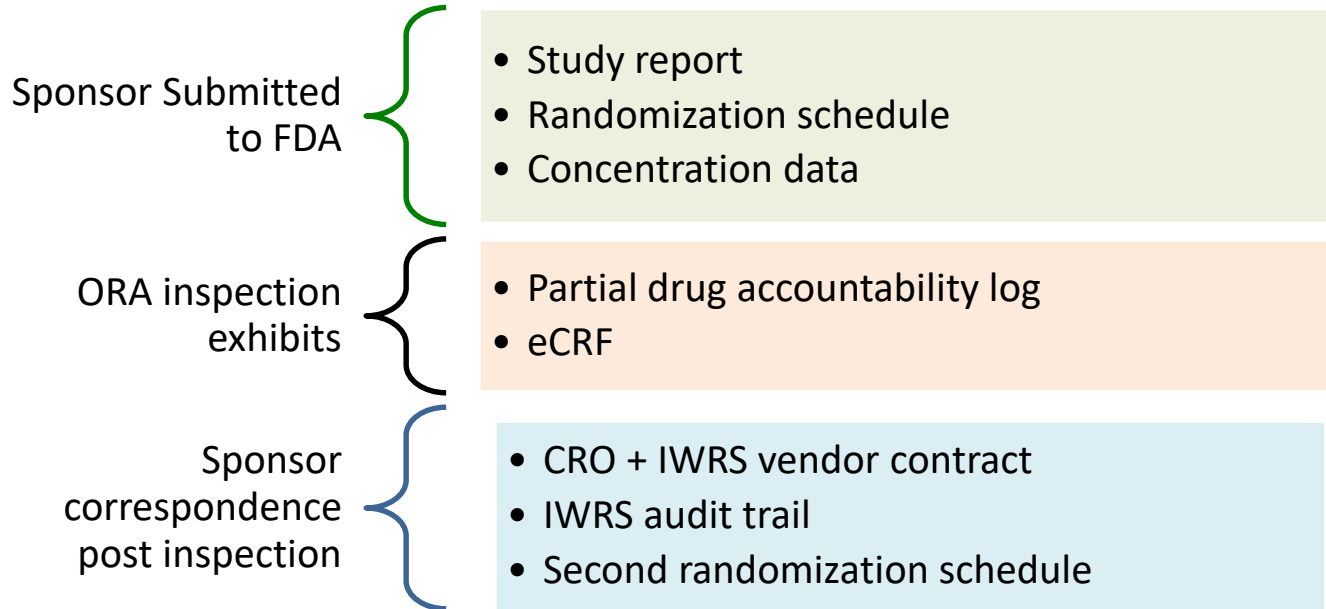 Sponsor Submitted
to FDA
• Study report
• Randomization schedule
• Concentration data
ORA inspection
exhibits
• Partial drug accountability log
• eCRF
Sponsor
correspondence
post inspection
• CRO + IWRS vendor contract
• IWRS audit trail
• Second randomization schedule